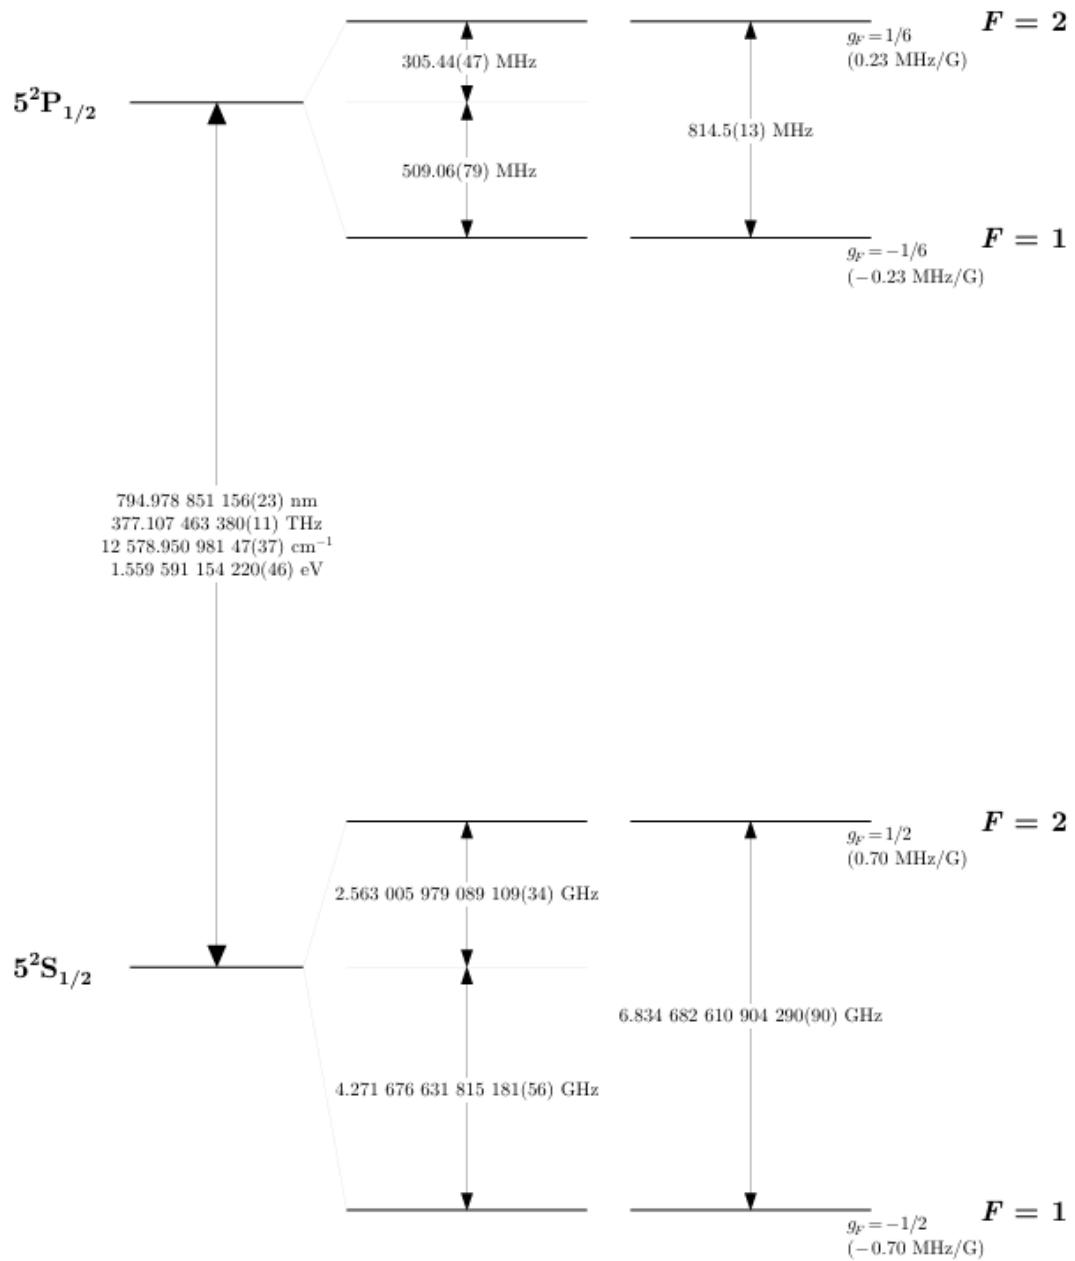 F = 2
g_F = 1/6
(0.23 MHz/G)
305.44(47) MHz
5²P₁/₂
814.5(13) MHz
509.06(79) MHz
F = 1
g_F = −1/6
(−0.23 MHz/G)
794.978 851 156(23) nm
377.107 463 380(11) THz
12 578.950 981 47(37) cm⁻¹
1.559 591 154 220(46) eV
F = 2
g_F = 1/2
(0.70 MHz/G)
2.563 005 979 089 109(34) GHz
5²S₁/₂
6.834 682 610 904 290(90) GHz
4.271 676 631 815 181(56) GHz
F = 1
g_F = −1/2
(−0.70 MHz/G)